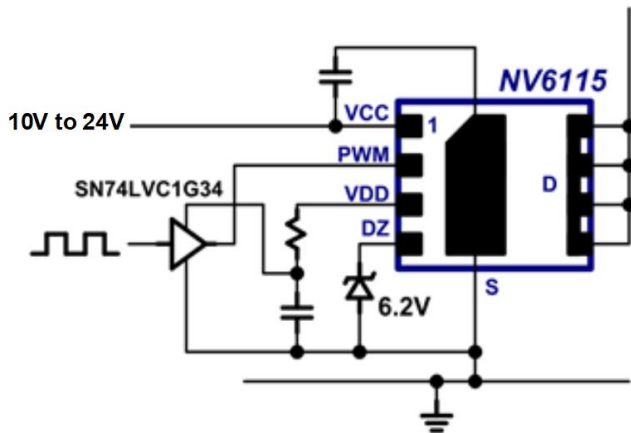 NV6115
10V to 24V
VCC
1
PWM
SN74LVC1G34
VDD
D
DZ
6.2V
S